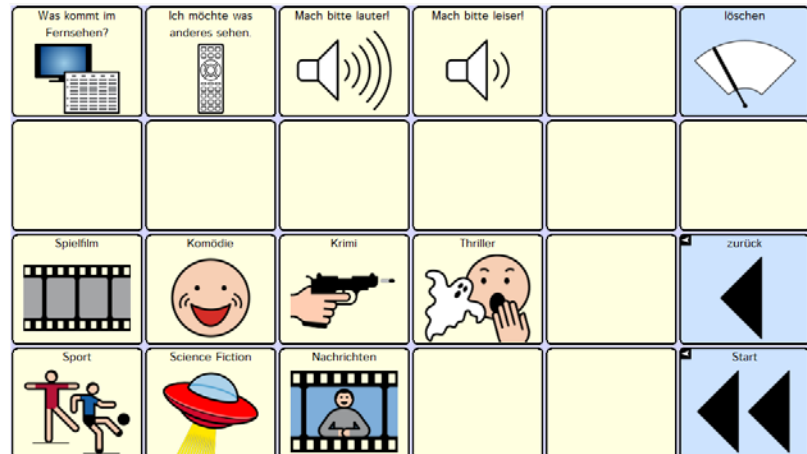 Was kommt im
Fernsehen?
Ich möchte was
anderes sehen.
Mach bitte lauter!
Mach bitte leiser!
löschen
Spielfilm
Komödie
Krimi
Thriller
zurück
Sport
Science Fiction
Nachrichten
Start